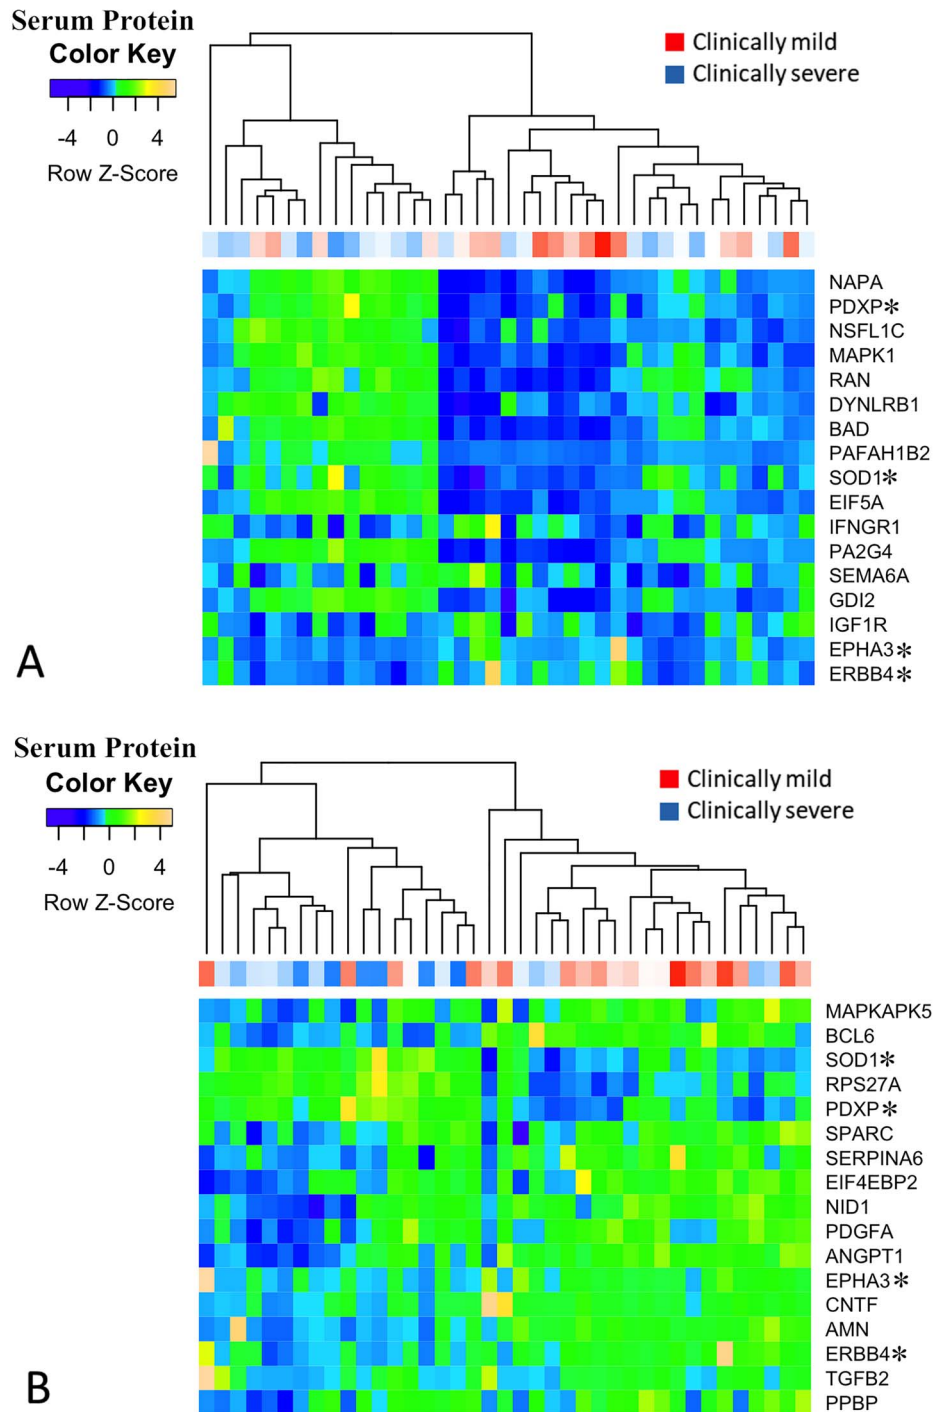 Serum Protein
Color Key
-4 0 4
Row Z-Score
Clinically mild
Clinically severe
NAPA
PDXP*
NSFL1C
MAPK1
RAN
DYNLRB1
BAD
PAFAH1B2
SOD1*
EIF5A
IFNGR1
PA2G4
SEMA6A
GDI2
IGF1R
EPHA3*
ERBB4*
A
Serum Protein
Color Key
-4 0 4
Row Z-Score
Clinically mild
Clinically severe
MAPKAPK5
BCL6
SOD1*
RPS27A
PDXP*
SPARC
SERPINA6
EIF4EBP2
NID1
PDGFA
ANGPT1
EPHA3*
CNTF
AMN
ERBB4*
TGFB2
PPBP
B